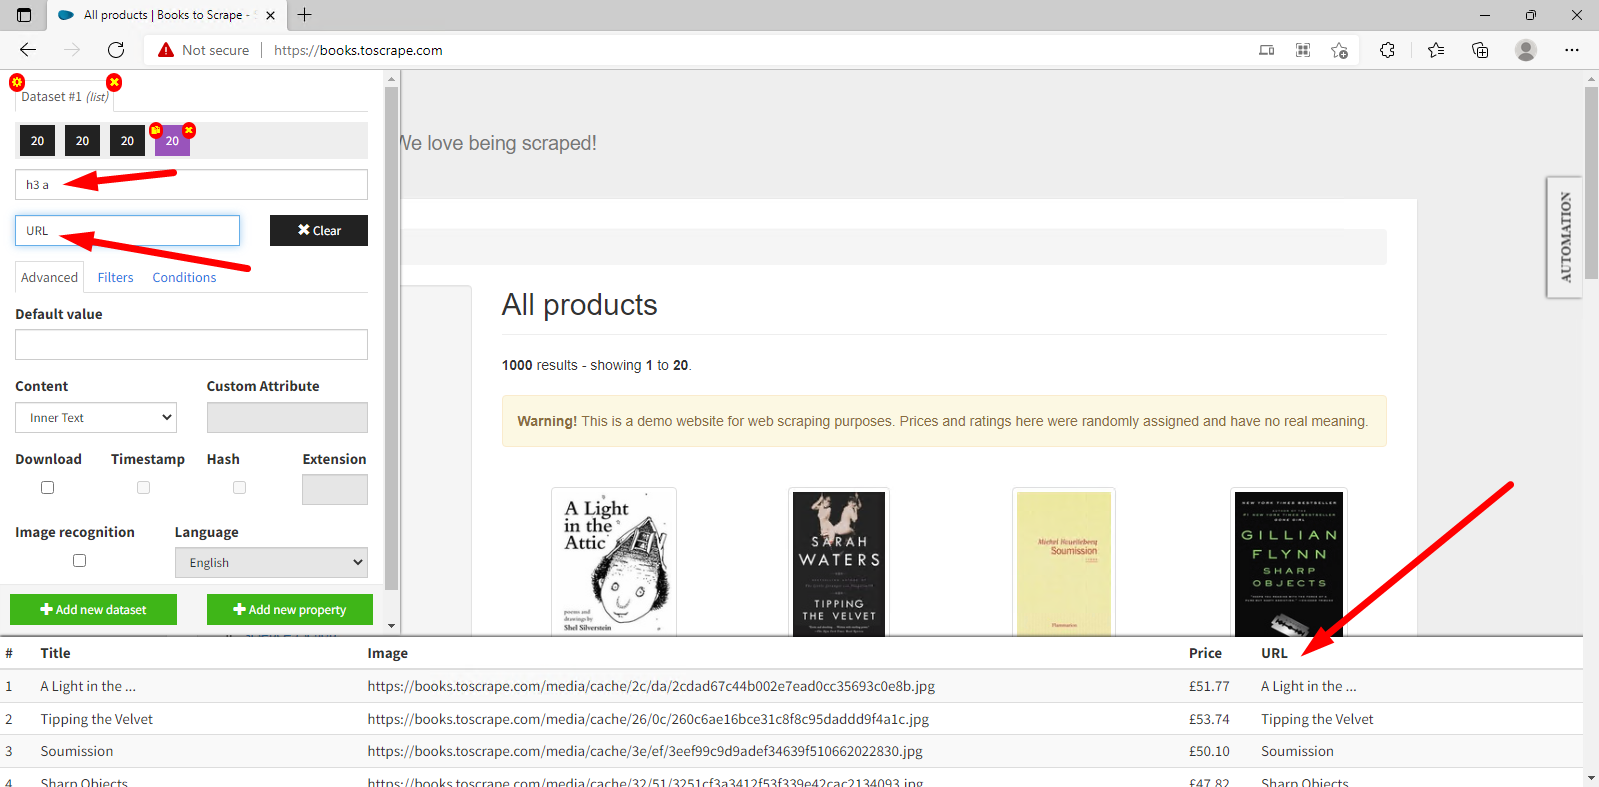 All products | Books to Scrape -
Not secure
https://books.toscrape.com
Dataset #1 (list)
20 20 20 20
h3 a
URL
Clear
Advanced Filters Conditions
Default value
Content Custom Attribute
Inner Text
Download Timestamp Hash Extension
Image recognition Language
English
Add new dataset Add new property
We love being scraped!
AUTOMATION
All products
1000 results - showing 1 to 20.
Warning! This is a demo website for web scraping purposes. Prices and ratings here were randomly assigned and have no real meaning.
A Light
in the
Attic
poems and
drawings by
Shel Silverstein
SARAH
WATERS
TIPPING
THE VELVET
Michel Houellebecq
Soumission
Flammarion
NEW YORK TIMES BESTSELLER
GONE GIRL
GILLIAN
FLYNN
SHARP
OBJECTS
# Title Image Price URL
1 A Light in the ... https://books.toscrape.com/media/cache/2c/da/2cdad67c44b002e7ead0cc35693c0e8b.jpg £51.77 A Light in the ...
2 Tipping the Velvet https://books.toscrape.com/media/cache/26/0c/260c6ae16bce31c8f8c95daddd9f4a1c.jpg £53.74 Tipping the Velvet
3 Soumission https://books.toscrape.com/media/cache/3e/ef/3eef99c9d9adef34639f510662022830.jpg £50.10 Soumission
4 Sharp Objects https://books.toscrape.com/media/cache/32/51/3251cf3a3412f53f339e42cac2134093.jpg £47.82 Sharp Objects